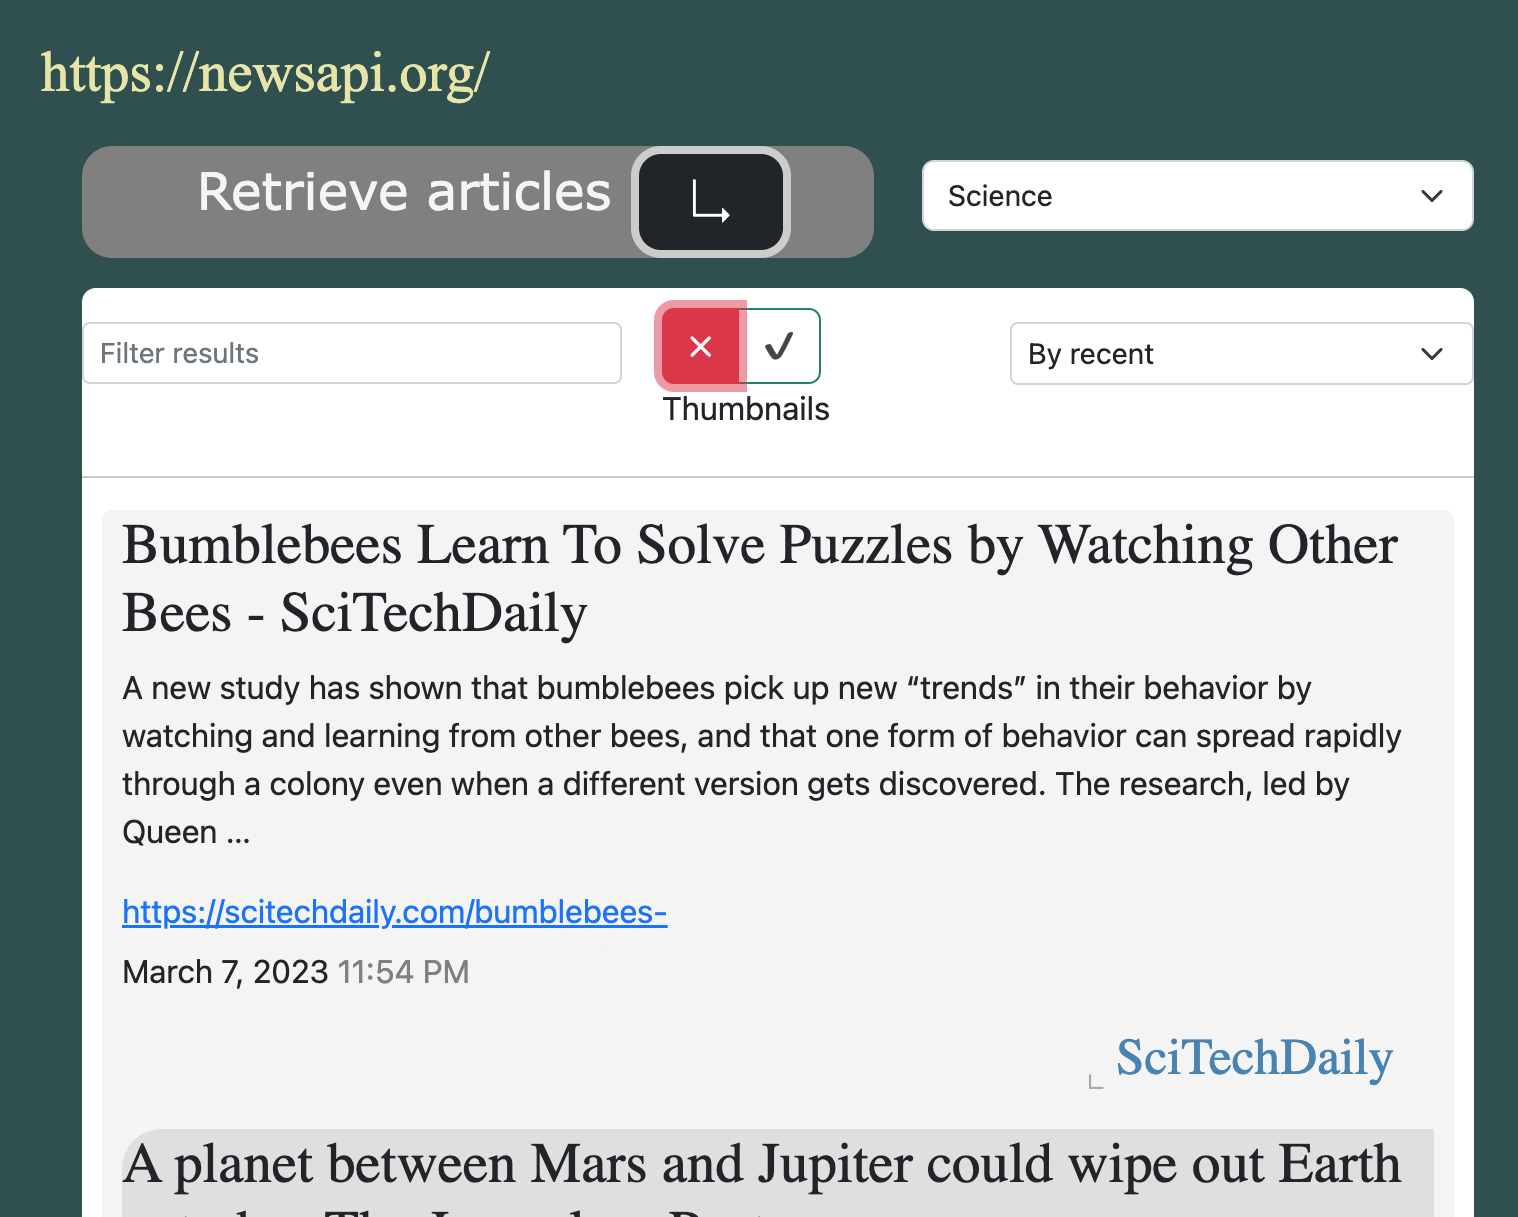 https://newsapi.org/
Retrieve articles
Science
Filter results
By recent
Thumbnails
Bumblebees Learn To Solve Puzzles by Watching Other
Bees - SciTechDaily
A new study has shown that bumblebees pick up new “trends” in their behavior by
watching and learning from other bees, and that one form of behavior can spread rapidly
through a colony even when a different version gets discovered. The research, led by
Queen ...
https://scitechdaily.com/bumblebees-
March 7, 2023 11:54 PM
SciTechDaily
A planet between Mars and Jupiter could wipe out Earth